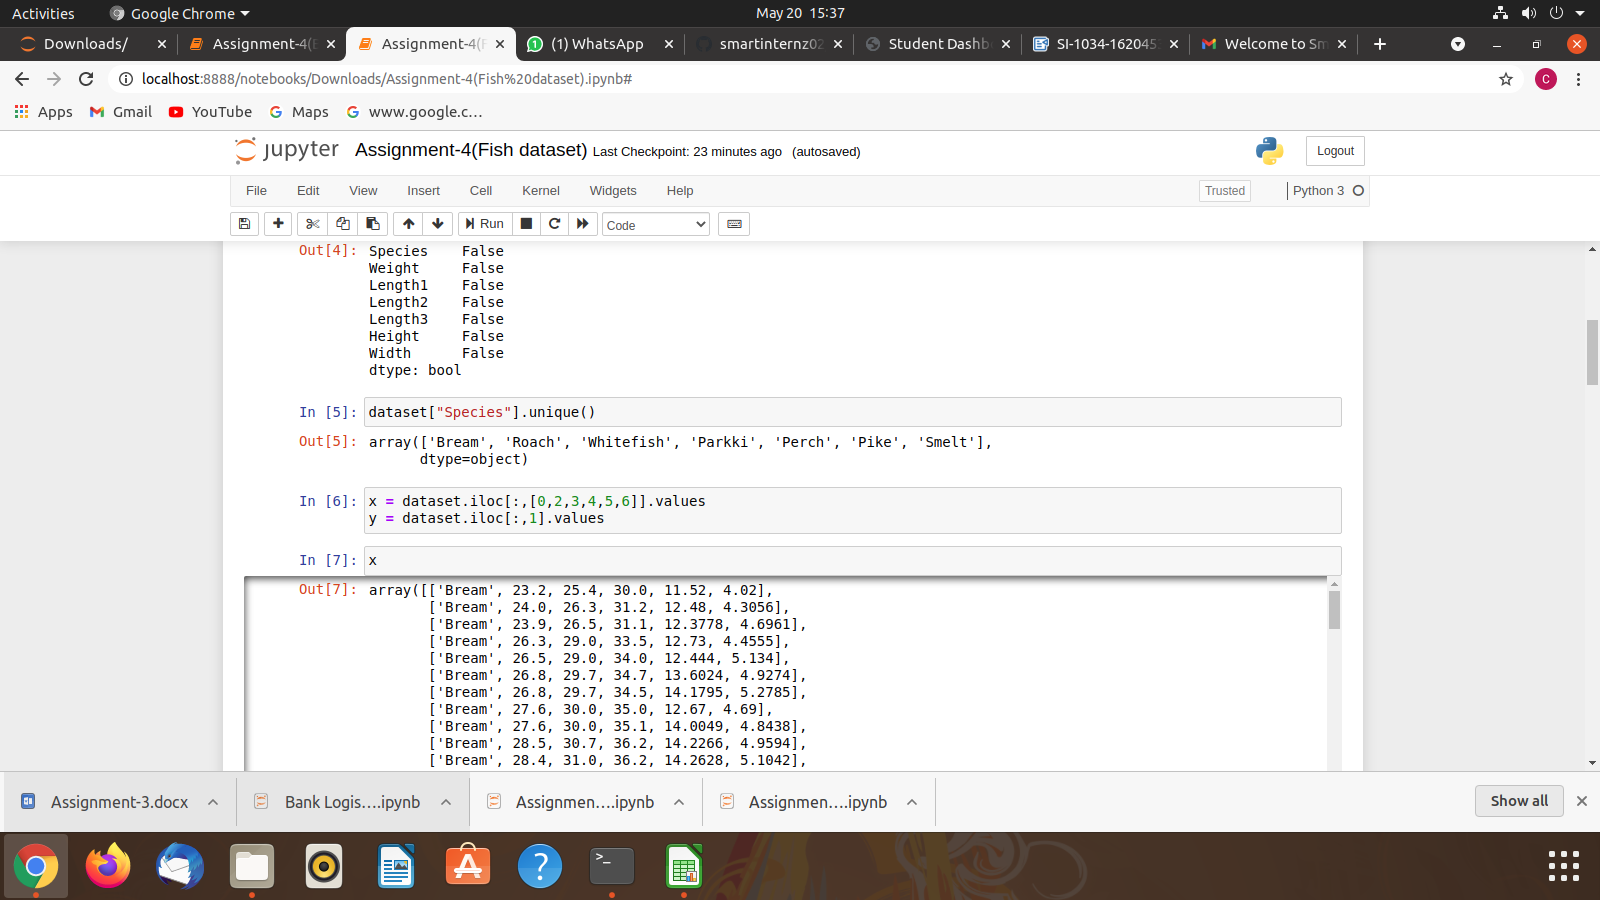 Activities Google Chrome May 20 15:37
Downloads/ Assignment-4(E Assignment-4(F (1) WhatsApp smartinternz02 Student Dashb SI-1034-162045 Welcome to Sm
localhost:8888/notebooks/Downloads/Assignment-4(Fish%20dataset).ipynb# C
Apps Gmail YouTube Maps www.google.c...
jupyter Assignment-4(Fish dataset) Last Checkpoint: 23 minutes ago (autosaved) Logout
File Edit View Insert Cell Kernel Widgets Help Trusted Python 3
Run Code
Out[4]: Species False
Weight False
Length1 False
Length2 False
Length3 False
Height False
Width False
dtype: bool
In [5]: dataset["Species"].unique()
Out[5]: array(['Bream', 'Roach', 'Whitefish', 'Parkki', 'Perch', 'Pike', 'Smelt'],
dtype=object)
In [6]: x = dataset.iloc[:,[0,2,3,4,5,6]].values
y = dataset.iloc[:,1].values
In [7]: x
Out[7]: array([['Bream', 23.2, 25.4, 30.0, 11.52, 4.02],
['Bream', 24.0, 26.3, 31.2, 12.48, 4.3056],
['Bream', 23.9, 26.5, 31.1, 12.3778, 4.6961],
['Bream', 26.3, 29.0, 33.5, 12.73, 4.4555],
['Bream', 26.5, 29.0, 34.0, 12.444, 5.134],
['Bream', 26.8, 29.7, 34.7, 13.6024, 4.9274],
['Bream', 26.8, 29.7, 34.5, 14.1795, 5.2785],
['Bream', 27.6, 30.0, 35.0, 12.67, 4.69],
['Bream', 27.6, 30.0, 35.1, 14.0049, 4.8438],
['Bream', 28.5, 30.7, 36.2, 14.2266, 4.9594],
['Bream', 28.4, 31.0, 36.2, 14.2628, 5.1042],
Assignment-3.docx Bank Logis....ipynb Assignmen....ipynb Assignmen....ipynb Show all